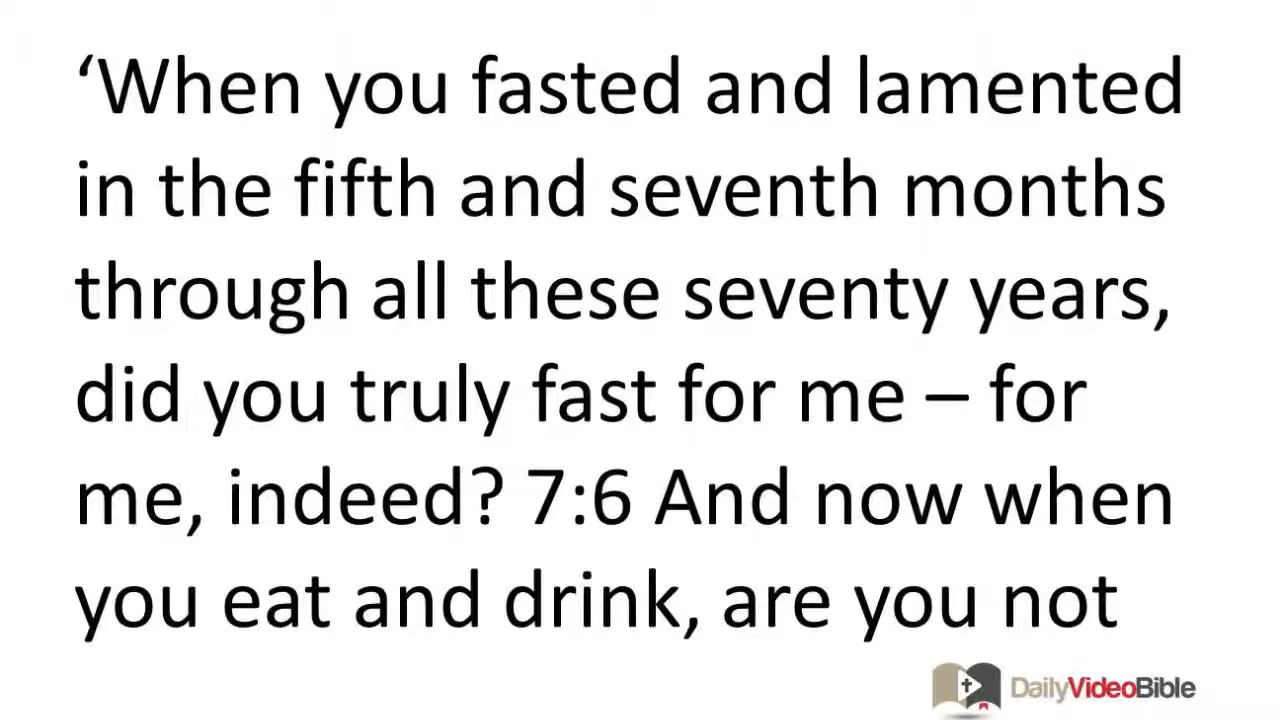 ‘When you fasted and lamented
in the fifth and seventh months
through all these seventy years,
did you truly fast for me – for
me, indeed? 7:6 And now when
you eat and drink, are you not
DailyVideoBible